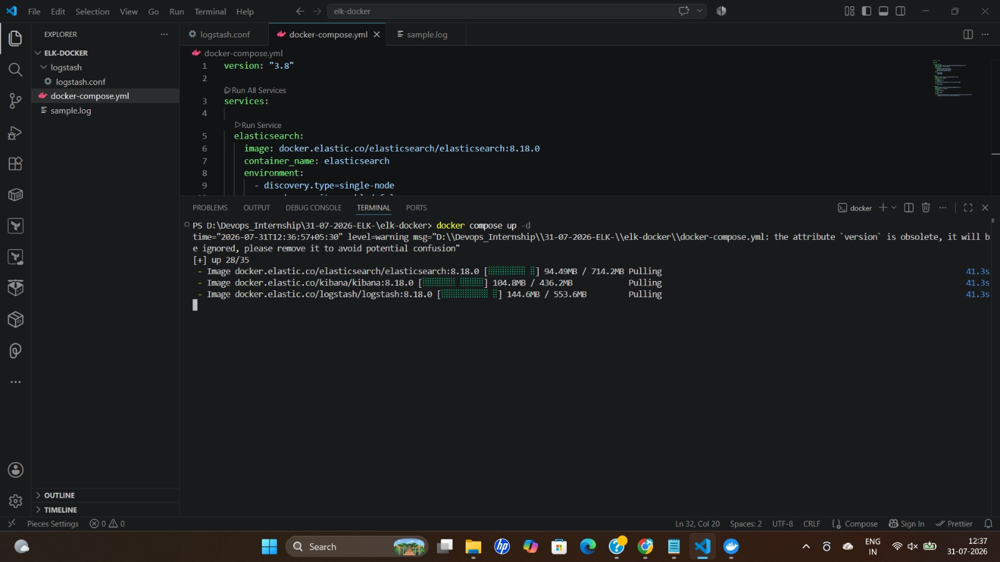 File Edit Selection View Go Run Terminal Help
elk-docker
EXPLORER
ELK-DOCKER
logstash
logstash.conf
docker-compose.yml
sample.log
OUTLINE
TIMELINE
logstash.conf docker-compose.yml sample.log
docker-compose.yml
1 version: "3.8"
2
Run All Services
3 services:
4
Run Service
5 elasticsearch:
6 image: docker.elastic.co/elasticsearch/elasticsearch:8.18.0
7 container_name: elasticsearch
8 environment:
9 - discovery.type=single-node
PROBLEMS OUTPUT DEBUG CONSOLE TERMINAL PORTS
docker
PS D:\Devops_Internship\31-07-2026-ELK-\elk-docker> docker compose up -d
time="2026-07-31T12:36:57+05:30" level=warning msg="D:\\Devops_Internship\\31-07-2026-ELK-\\elk-docker\\docker-compose.yml: the attribute `version` is obsolete, it will b
e ignored, please remove it to avoid potential confusion"
[+] up 28/35
- Image docker.elastic.co/elasticsearch/elasticsearch:8.18.0 [⣿⣿⣿⣿⣿⣿⣿⣿ ⣿] 94.49MB / 714.2MB Pulling 41.3s
- Image docker.elastic.co/kibana/kibana:8.18.0 [⣿⣿⣿⣿⣿⣿⣿ ⣿⣿⣿⣿⣿] 104.8MB / 436.2MB Pulling 41.3s
- Image docker.elastic.co/logstash/logstash:8.18.0 [⣿⣿⣿⣿⣿⣿⣿⣿⣿⣿ ⣿] 144.6MB / 553.6MB Pulling 41.3s
Pieces Settings 0 0 Ln 32, Col 20 Spaces: 2 UTF-8 CRLF {} Compose Sign In Prettier
Search
hp
ENG
IN
12:37
31-07-2026